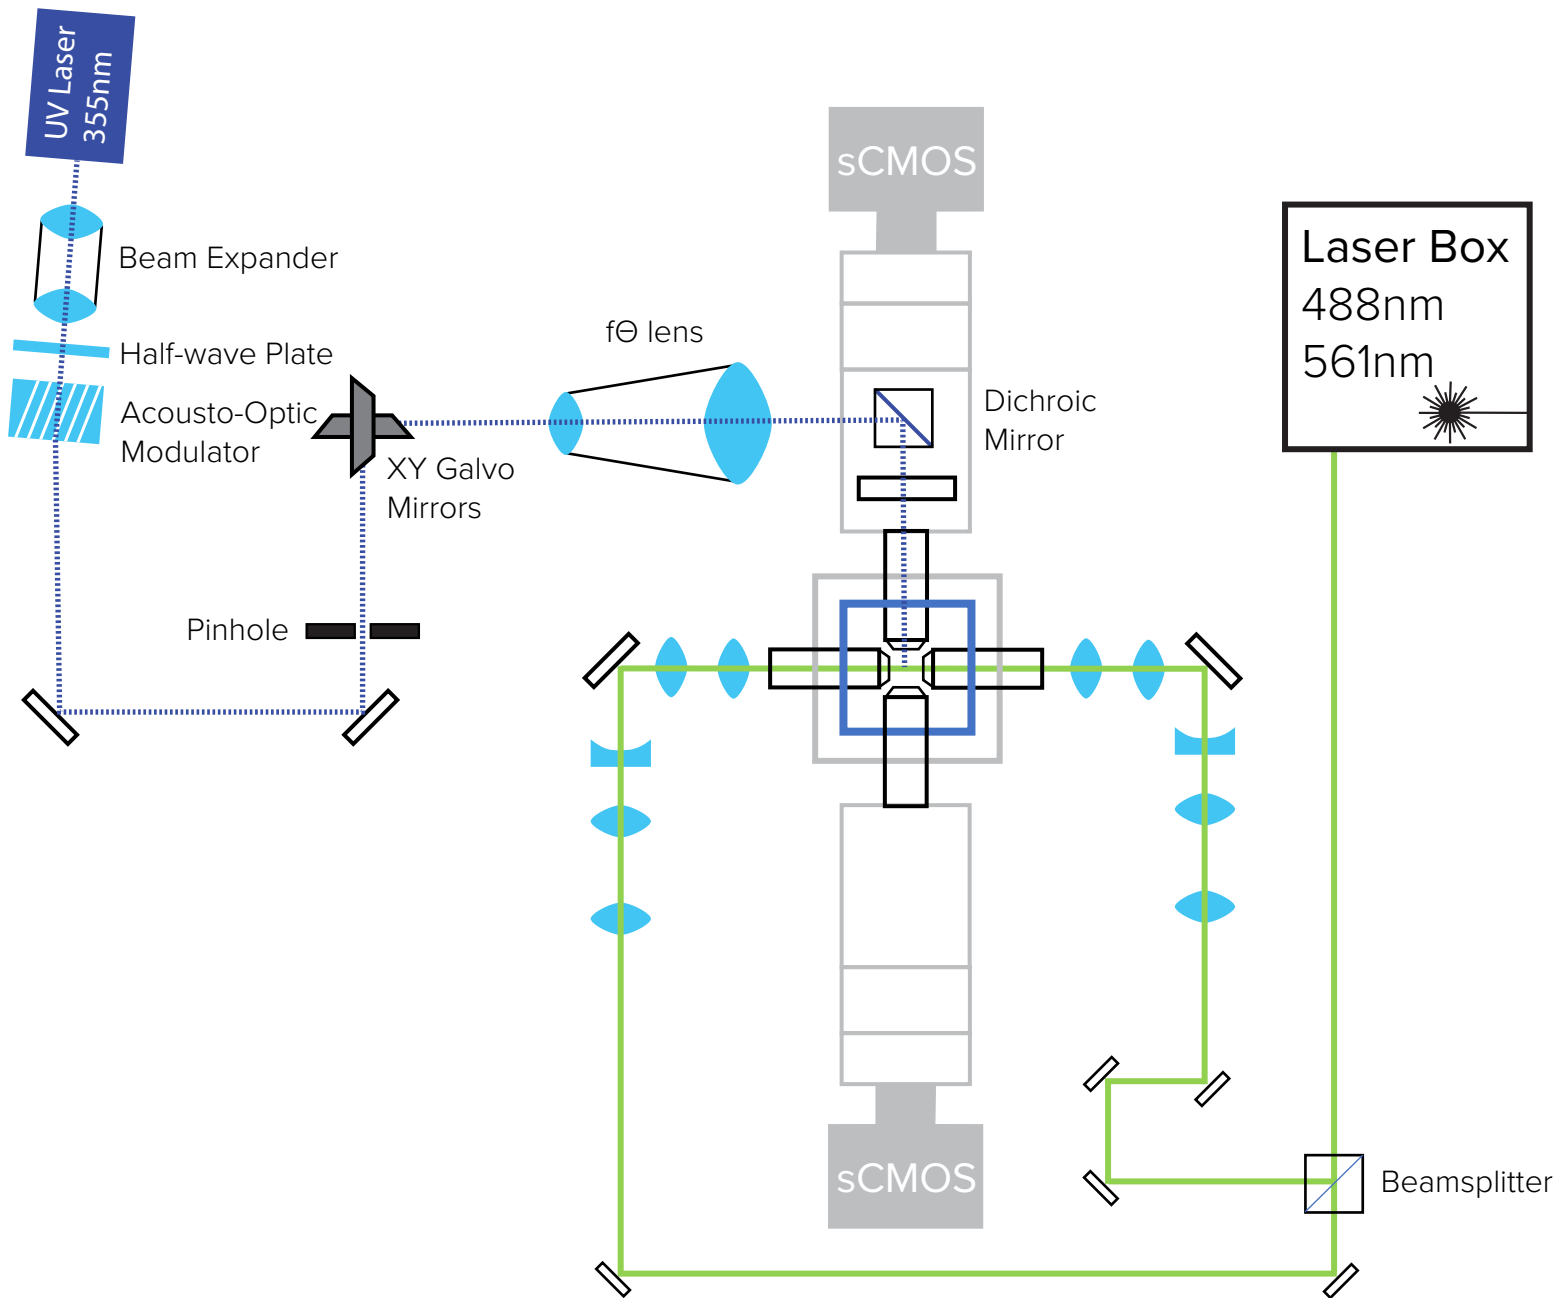 UV Laser
355nm
Beam Expander
Half-wave Plate
Acousto-Optic
Modulator
XY Galvo
Mirrors
Pinhole
fΘ lens
sCMOS
Dichroic
Mirror
Laser Box
488nm
561nm
sCMOS
Beamsplitter